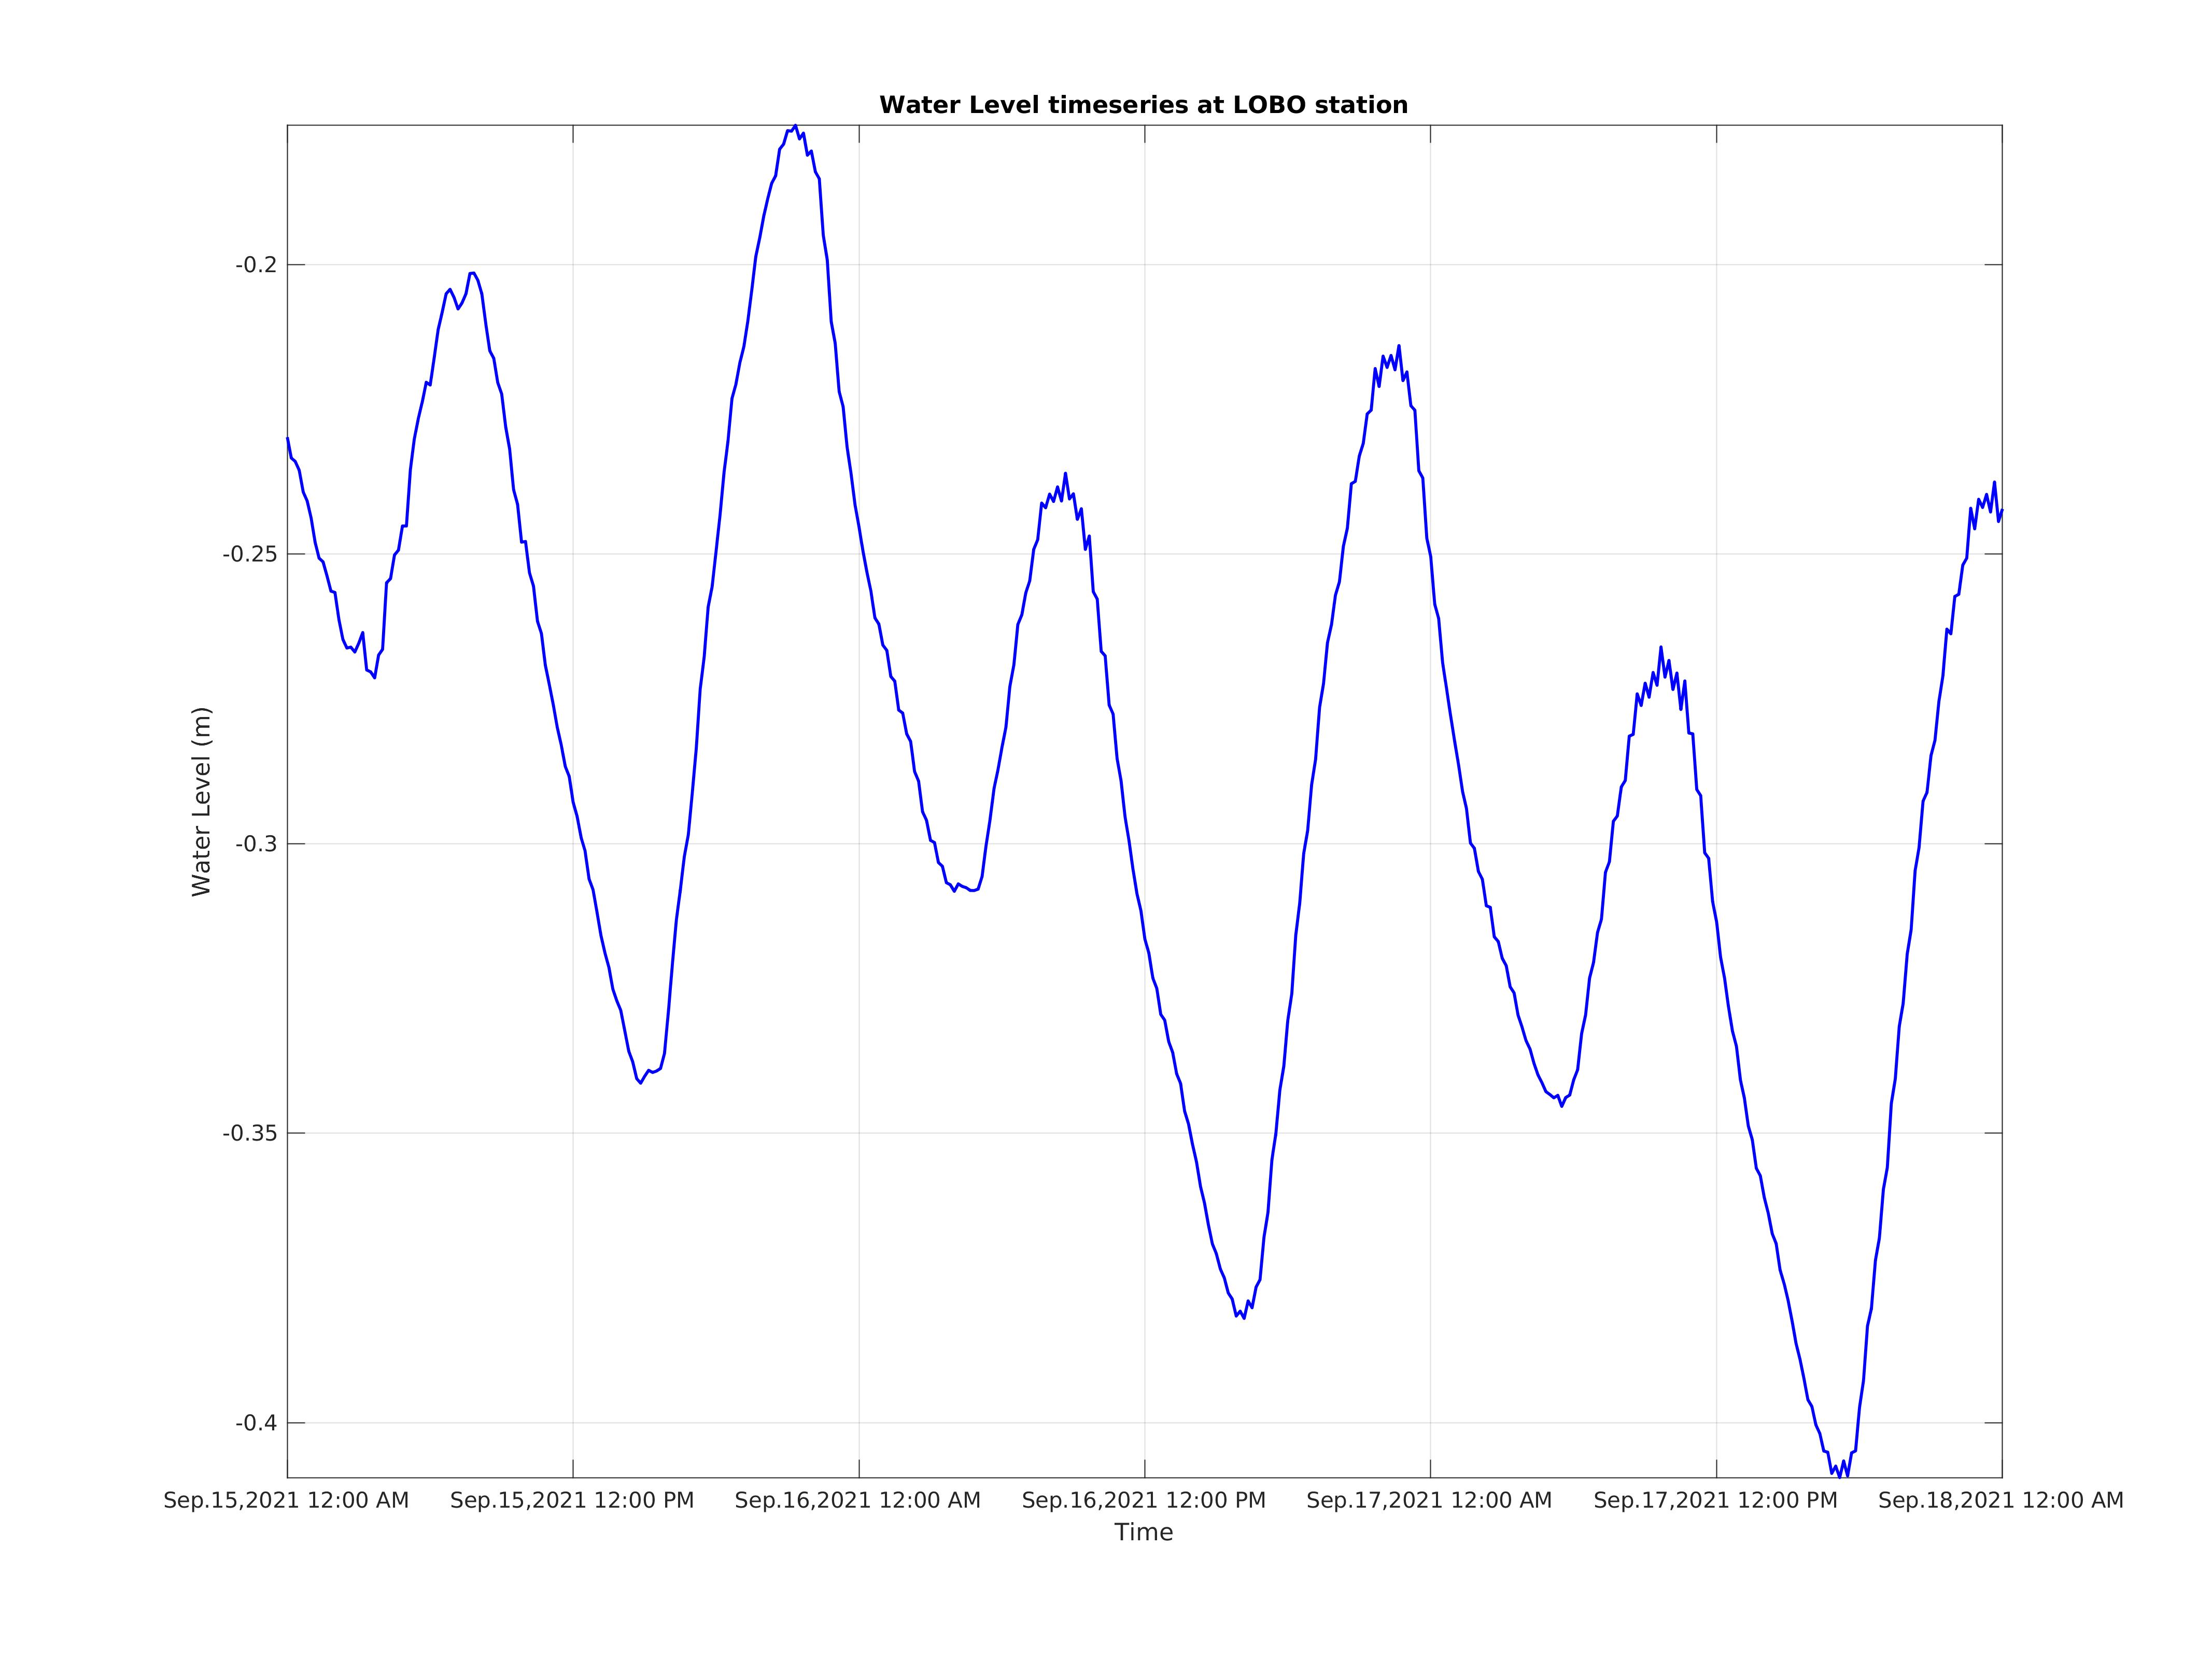 Water Level timeseries at LOBO station
-0.2
-0.25
-0.3
-0.35
-0.4
Water Level (m)
Sep.15,2021 12:00 AM
Sep.15,2021 12:00 PM
Sep.16,2021 12:00 AM
Sep.16,2021 12:00 PM
Sep.17,2021 12:00 AM
Sep.17,2021 12:00 PM
Sep.18,2021 12:00 AM
Time